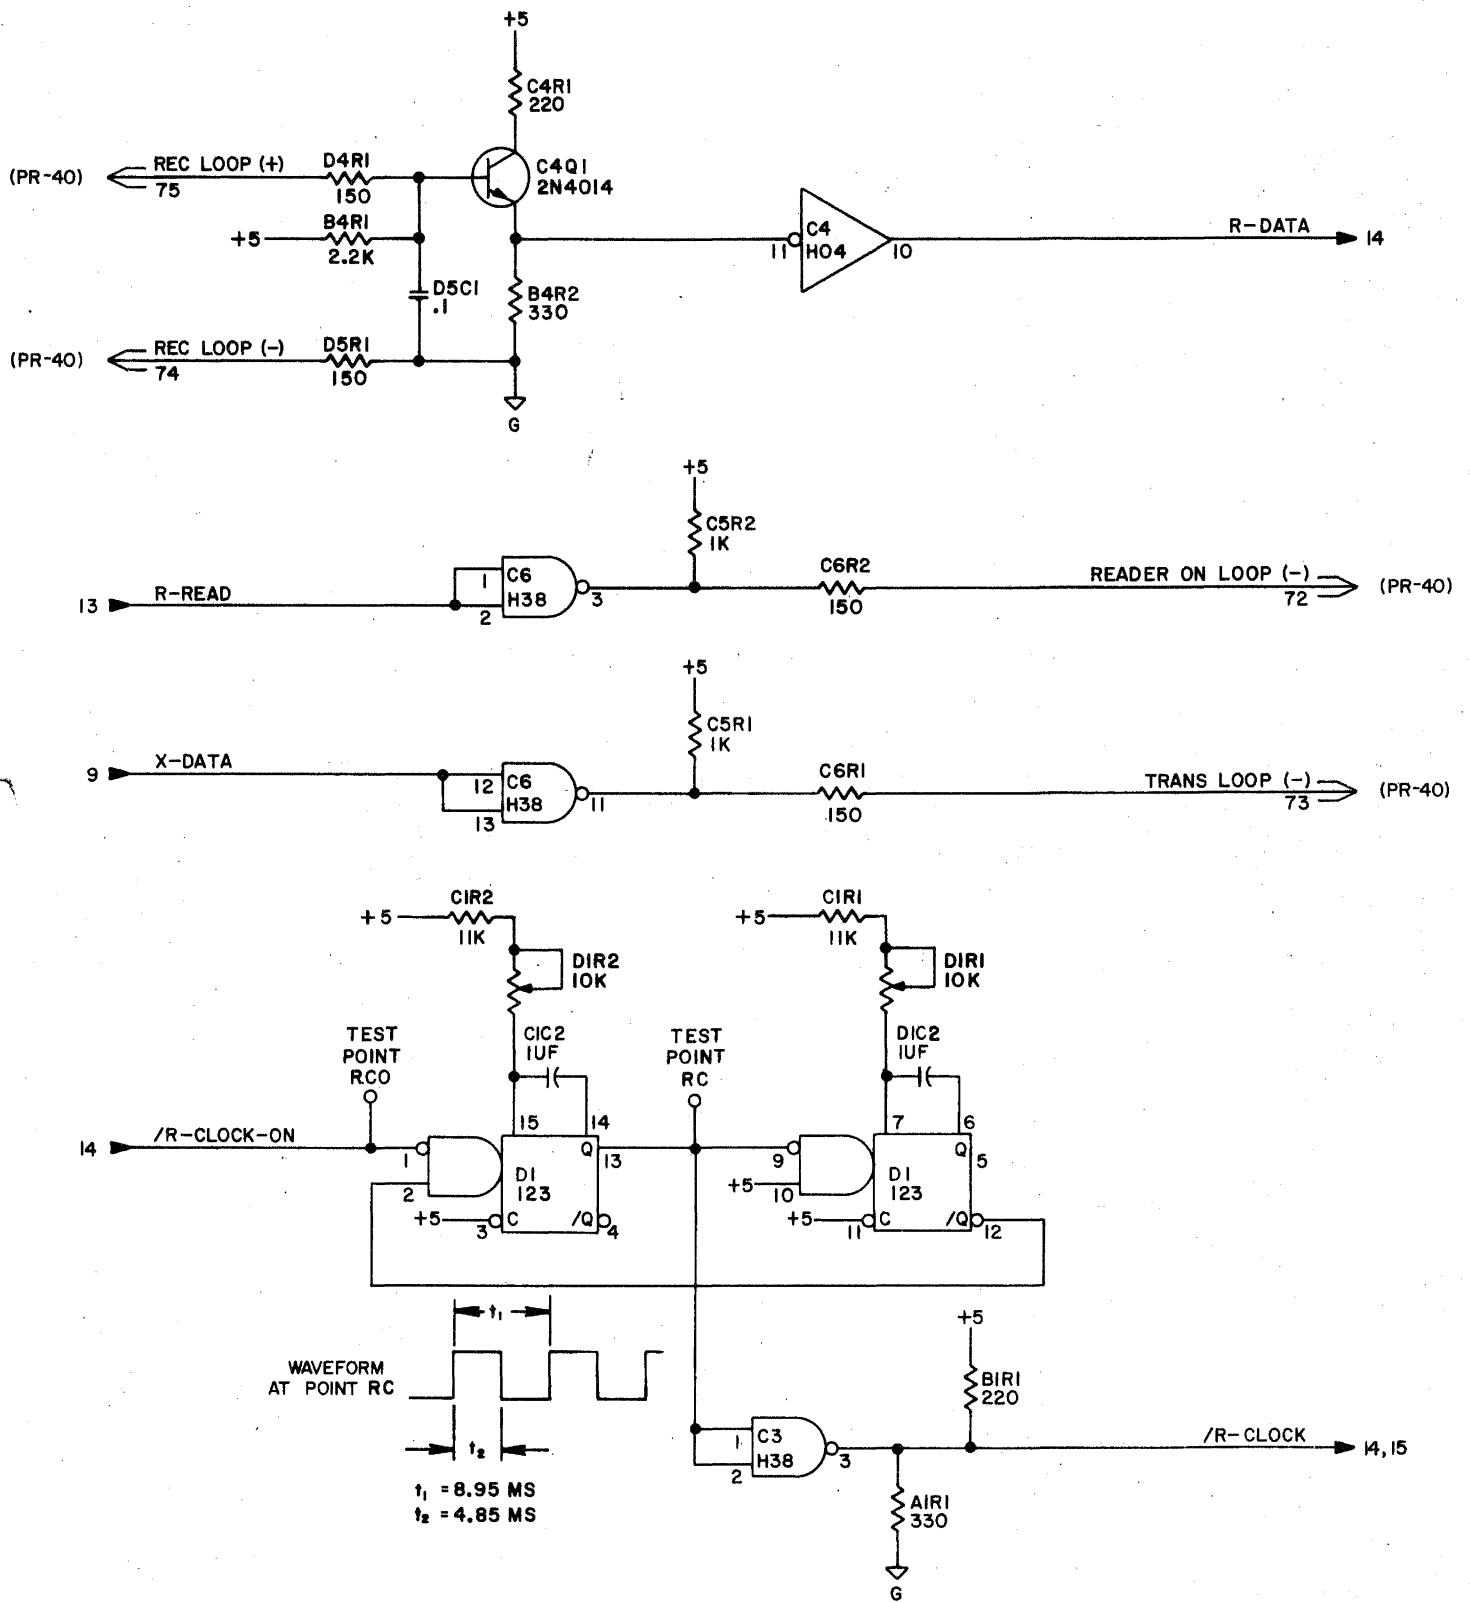 +5
C4R1
220
(PR-40)
REC LOOP (+)
75
D4R1
150
C4Q1
2N4014
+5
B4R1
2.2K
11
C4
H04
10
R-DATA
14
D5C1
.1
B4R2
330
(PR-40)
REC LOOP (-)
74
D5R1
150
G
+5
C5R2
1K
13
R-READ
1
2
C6
H38
3
C6R2
150
READER ON LOOP (-)
72
(PR-40)
+5
C5R1
1K
9
X-DATA
12
13
C6
H38
11
C6R1
150
TRANS LOOP (-)
73
(PR-40)
+5
C1R2
11K
D1R2
10K
+5
C1R1
11K
D1R1
10K
TEST
POINT
RCO
C1C2
1UF
TEST
POINT
RC
D1C2
1UF
14
/R-CLOCK-ON
1
2
15
14
Q
13
D1
123
+5
3
C
/Q
4
9
+5
10
7
6
Q
5
D1
123
+5
11
C
/Q
12
t₁
WAVEFORM
AT POINT RC
t₂
t₁ = 8.95 MS
t₂ = 4.85 MS
+5
B1R1
220
1
2
C3
H38
3
/R-CLOCK
14,15
A1R1
330
G